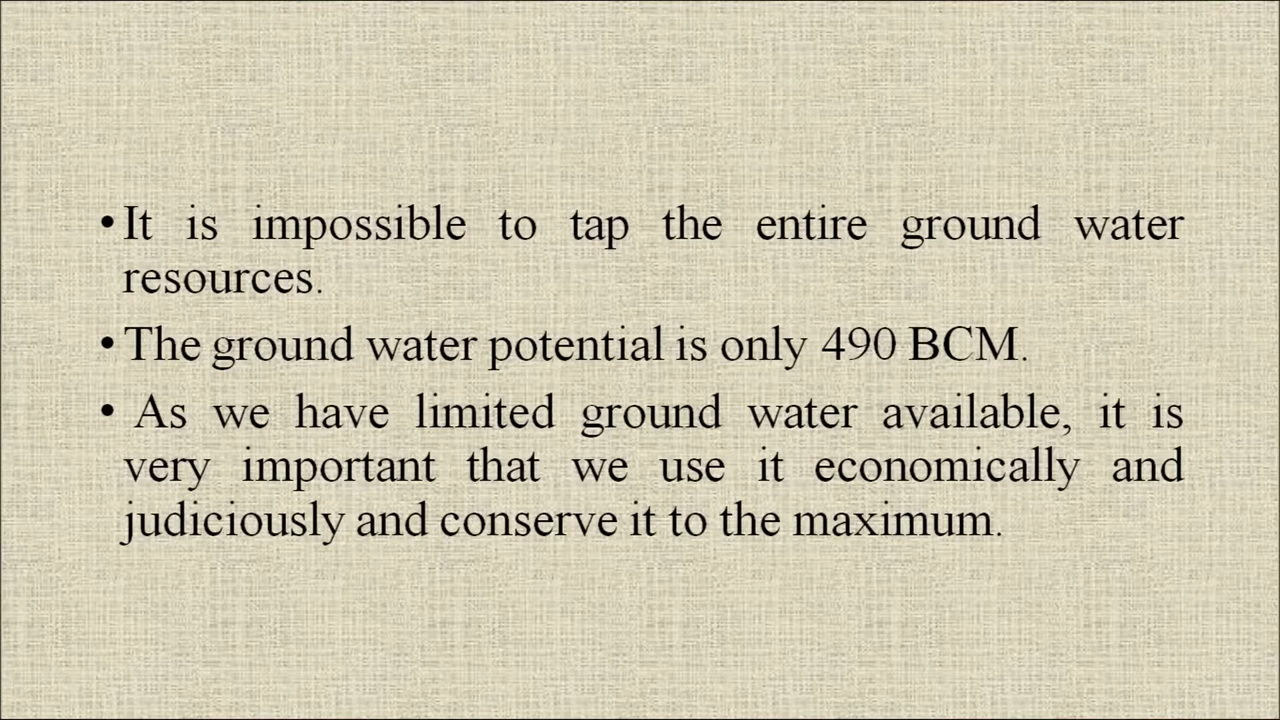 • It is impossible to tap the entire ground water
resources.
• The ground water potential is only 490 BCM.
• As we have limited ground water available, it is
very important that we use it economically and
judiciously and conserve it to the maximum.